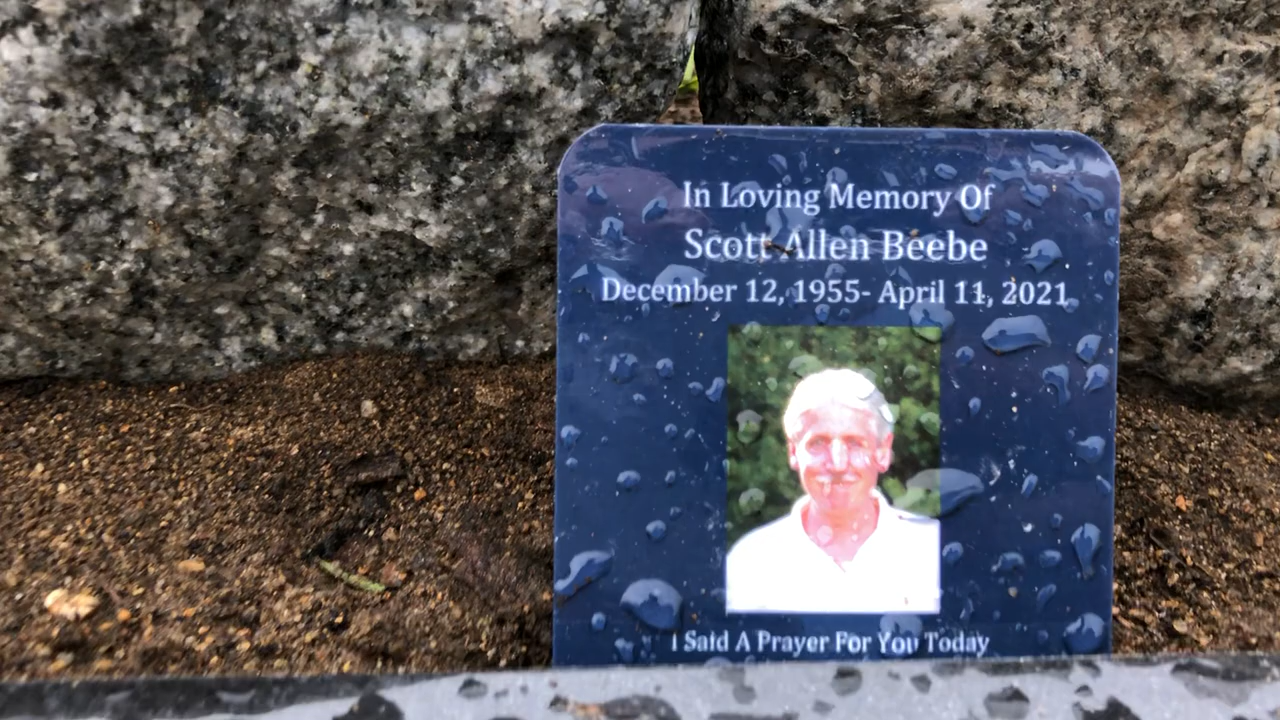 In Loving Memory Of
Scott Allen Beebe
December 12, 1955- April 11, 2021
I Said A Prayer For You Today